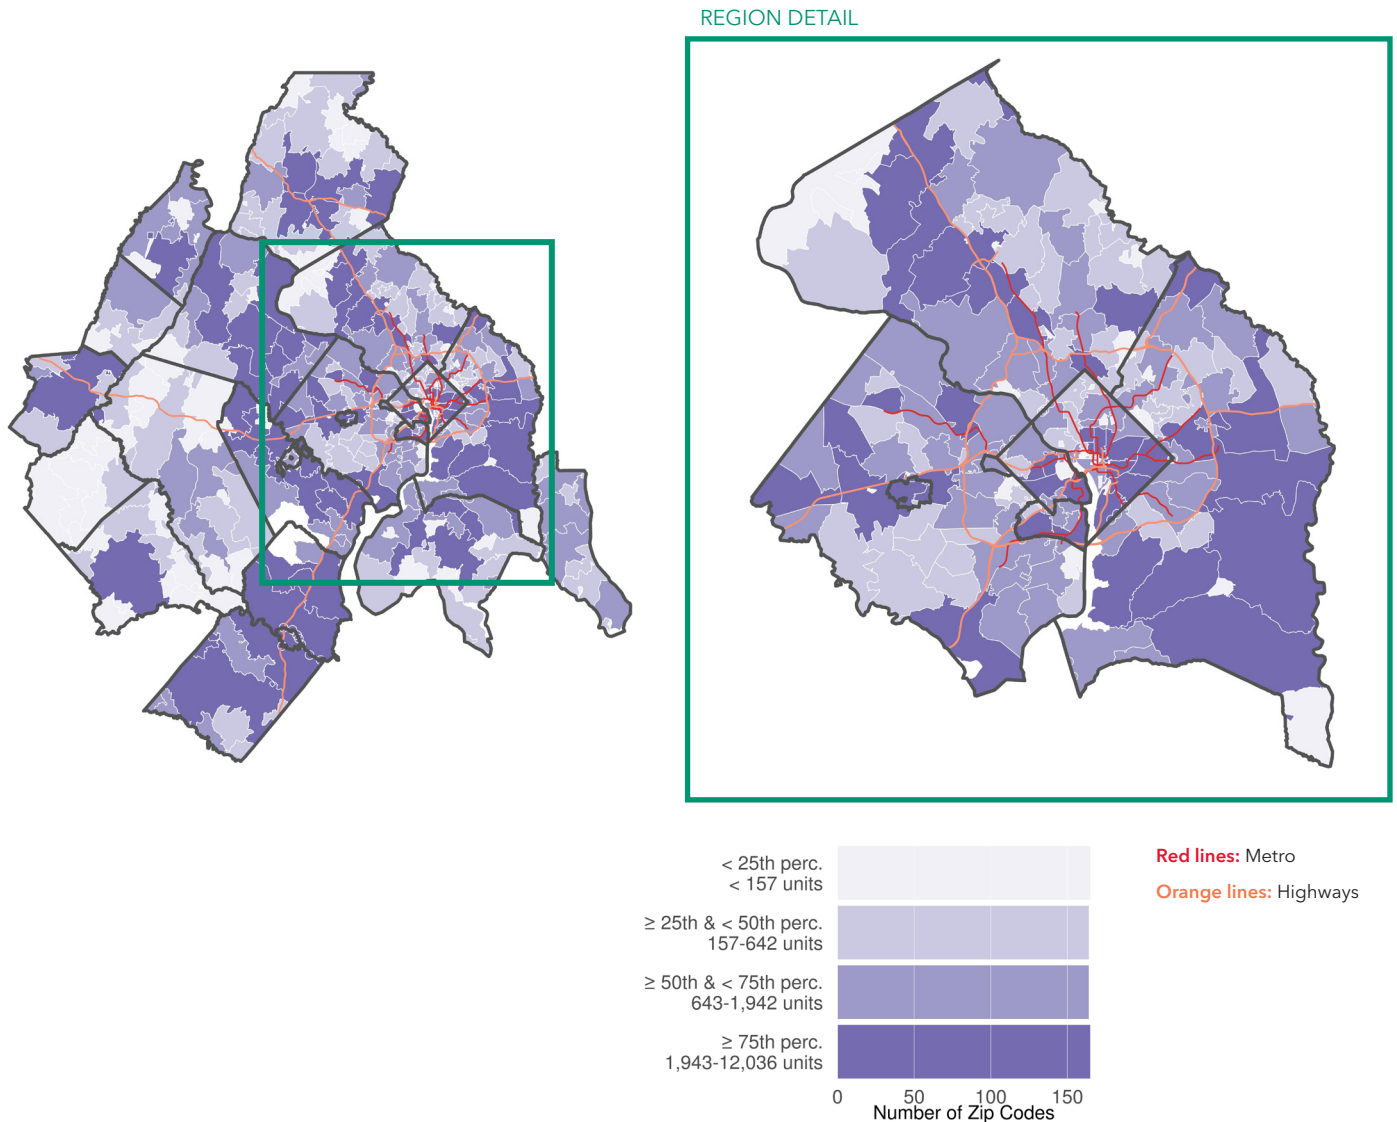 REGION DETAIL
< 25th perc.
< 157 units
≥ 25th & < 50th perc.
157-642 units
≥ 50th & < 75th perc.
643-1,942 units
≥ 75th perc.
1,943-12,036 units
0 50 100 150
Number of Zip Codes
Red lines: Metro
Orange lines: Highways